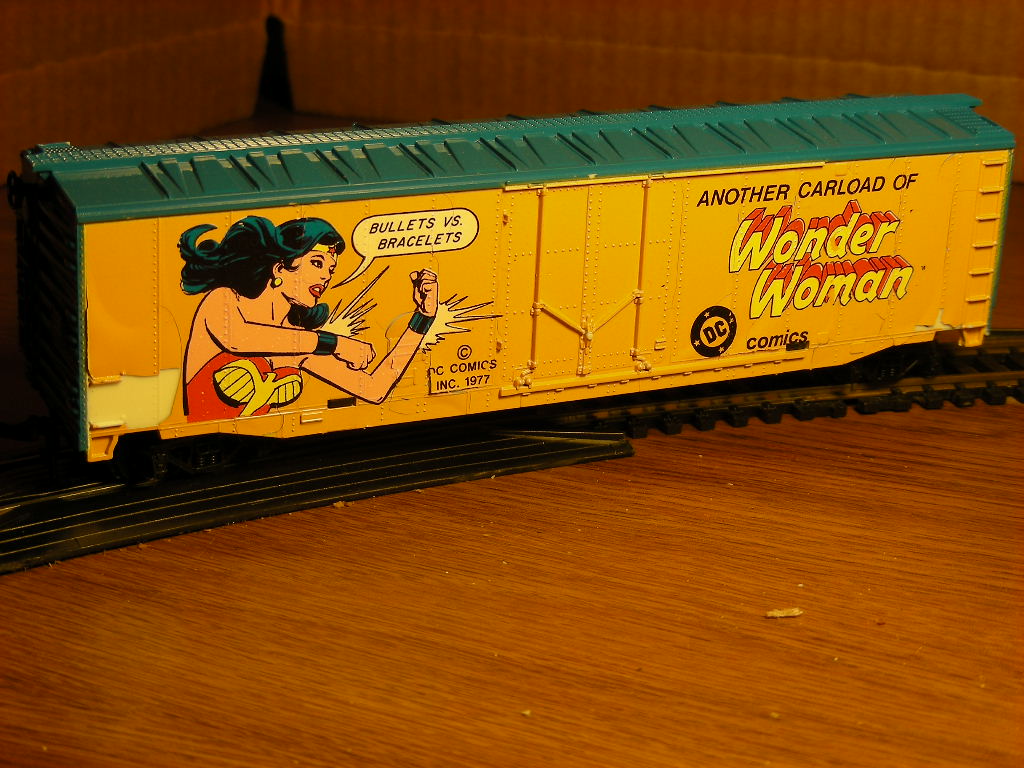 BULLETS VS.
BRACELETS
©
DC COMICS
INC. 1977
ANOTHER CARLOAD OF
Wonder
Woman
DC
comics